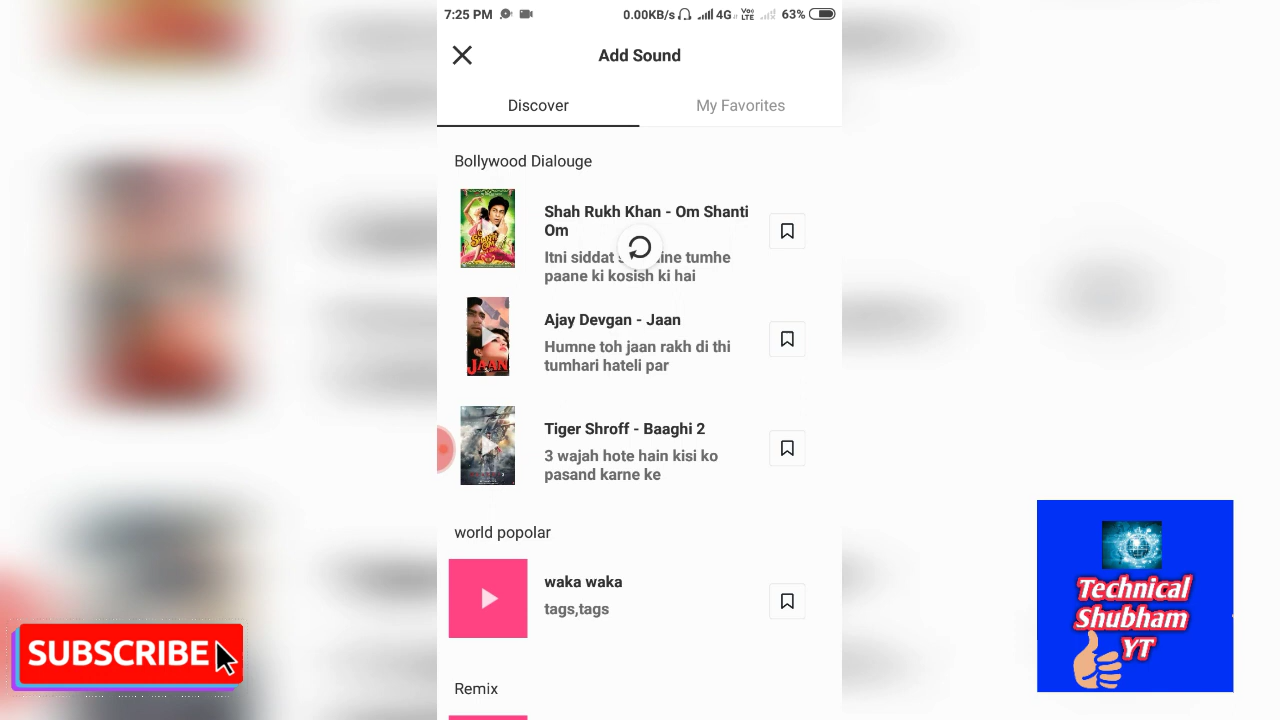 7:25 PM 0.00KB/s 4G Vo LTE 63%
Add Sound
Discover My Favorites
Bollywood Dialouge
Shah Rukh Khan - Om Shanti
Om
Itni siddat tumhe
paane ki kosish ki hai
Ajay Devgan - Jaan
Humne toh jaan rakh di thi
tumhari hateli par
JAAN
Tiger Shroff - Baaghi 2
3 wajah hote hain kisi ko
pasand karne ke
world popolar
waka waka
tags,tags
Remix
SUBSCRIBE
Technical
Shubham
YT